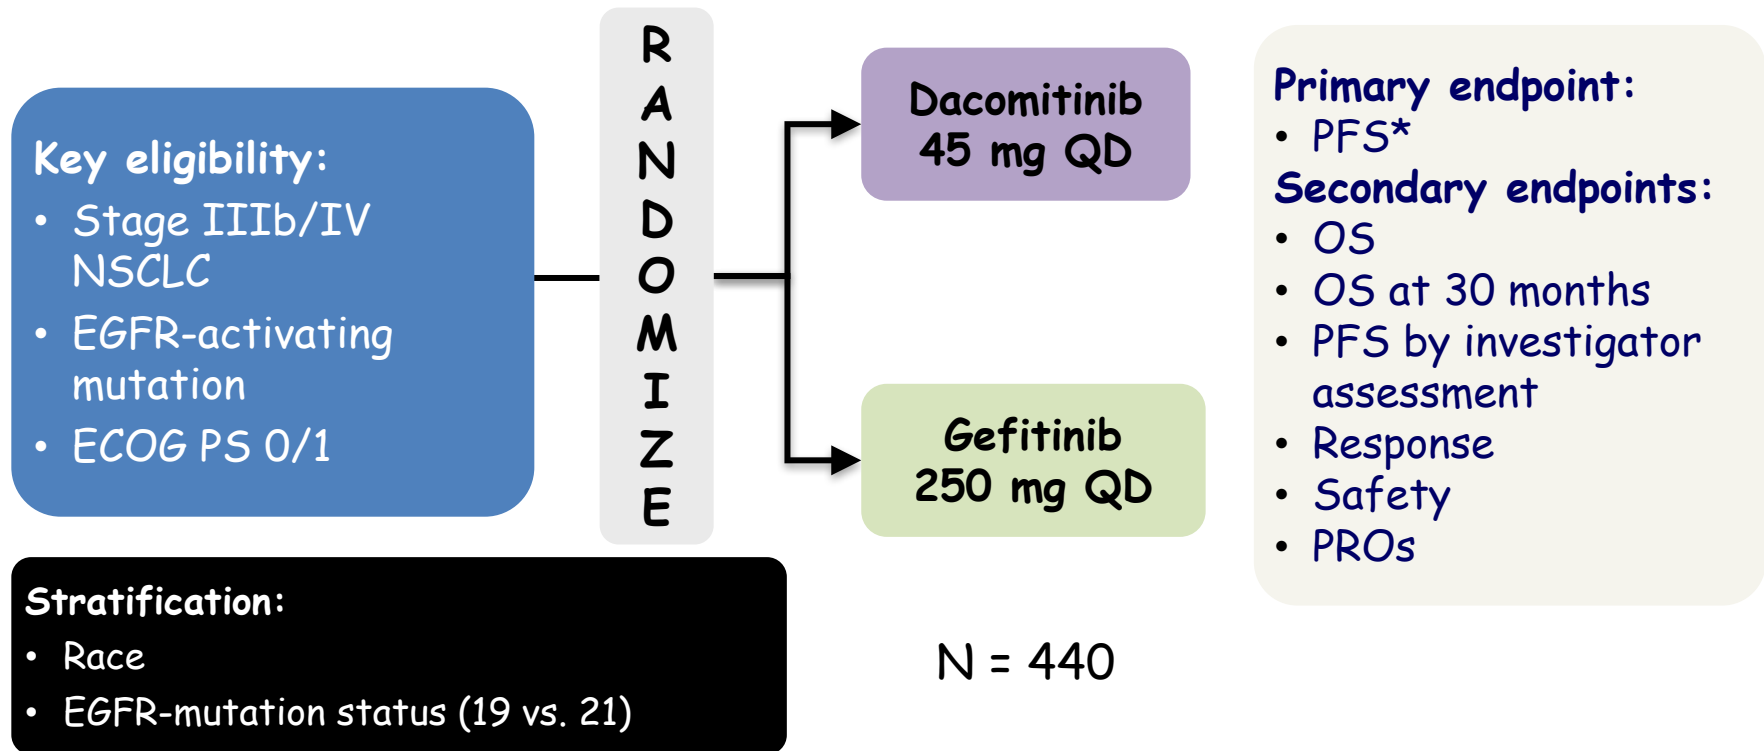 Key eligibility:
• Stage IIIb/IV
NSCLC
• EGFR-activating
mutation
• ECOG PS 0/1
Stratification:
• Race
• EGFR-mutation status (19 vs. 21)
R
A
N
D
O
M
I
Z
E
Dacomitinib
45 mg QD
Gefitinib
250 mg QD
N = 440
Primary endpoint:
• PFS*
Secondary endpoints:
• OS
• OS at 30 months
• PFS by investigator
assessment
• Response
• Safety
• PROs